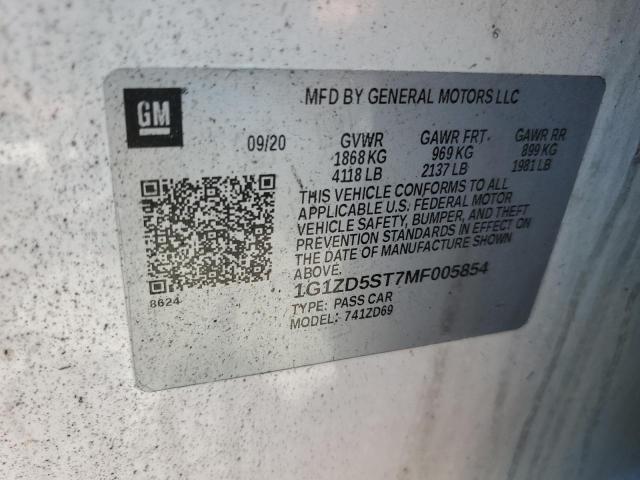 GM
MFD BY GENERAL MOTORS LLC
09/20 GVWR GAWR FRT GAWR RR
1868 KG 969 KG 899 KG
4118 LB 2137 LB 1981 LB
THIS VEHICLE CONFORMS TO ALL
APPLICABLE U.S. FEDERAL MOTOR
VEHICLE SAFETY, BUMPER, AND THEFT
PREVENTION STANDARDS IN EFFECT ON
THE DATE OF MANUFACTURE SHOWN
ABOVE.
8624
1G1ZD5ST7MF005854
TYPE: PASS CAR
MODEL: 741ZD69